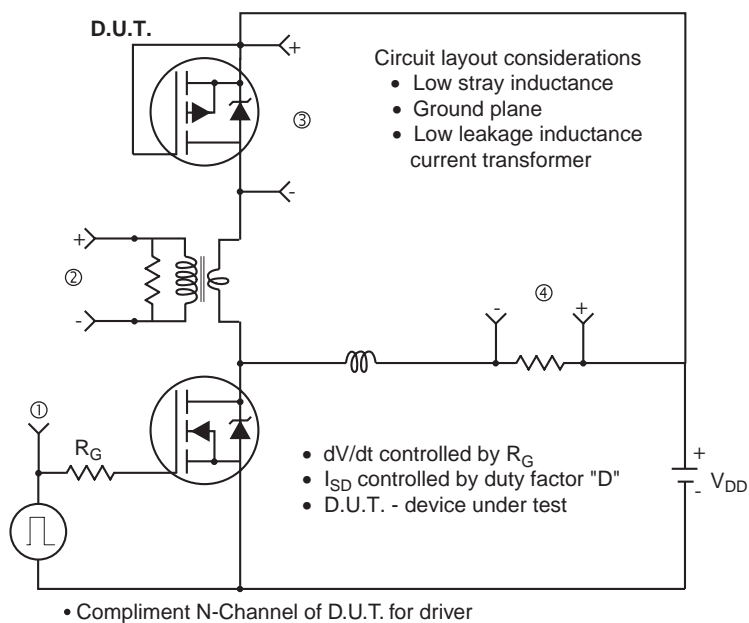 D.U.T.
+
Circuit layout considerations
• Low stray inductance
• Ground plane
• Low leakage inductance
current transformer
③
-
+
②
-
④
-
+
①
R_G
• dV/dt controlled by R_G
• I_SD controlled by duty factor "D"
• D.U.T. - device under test
+
-
V_DD
• Compliment N-Channel of D.U.T. for driver